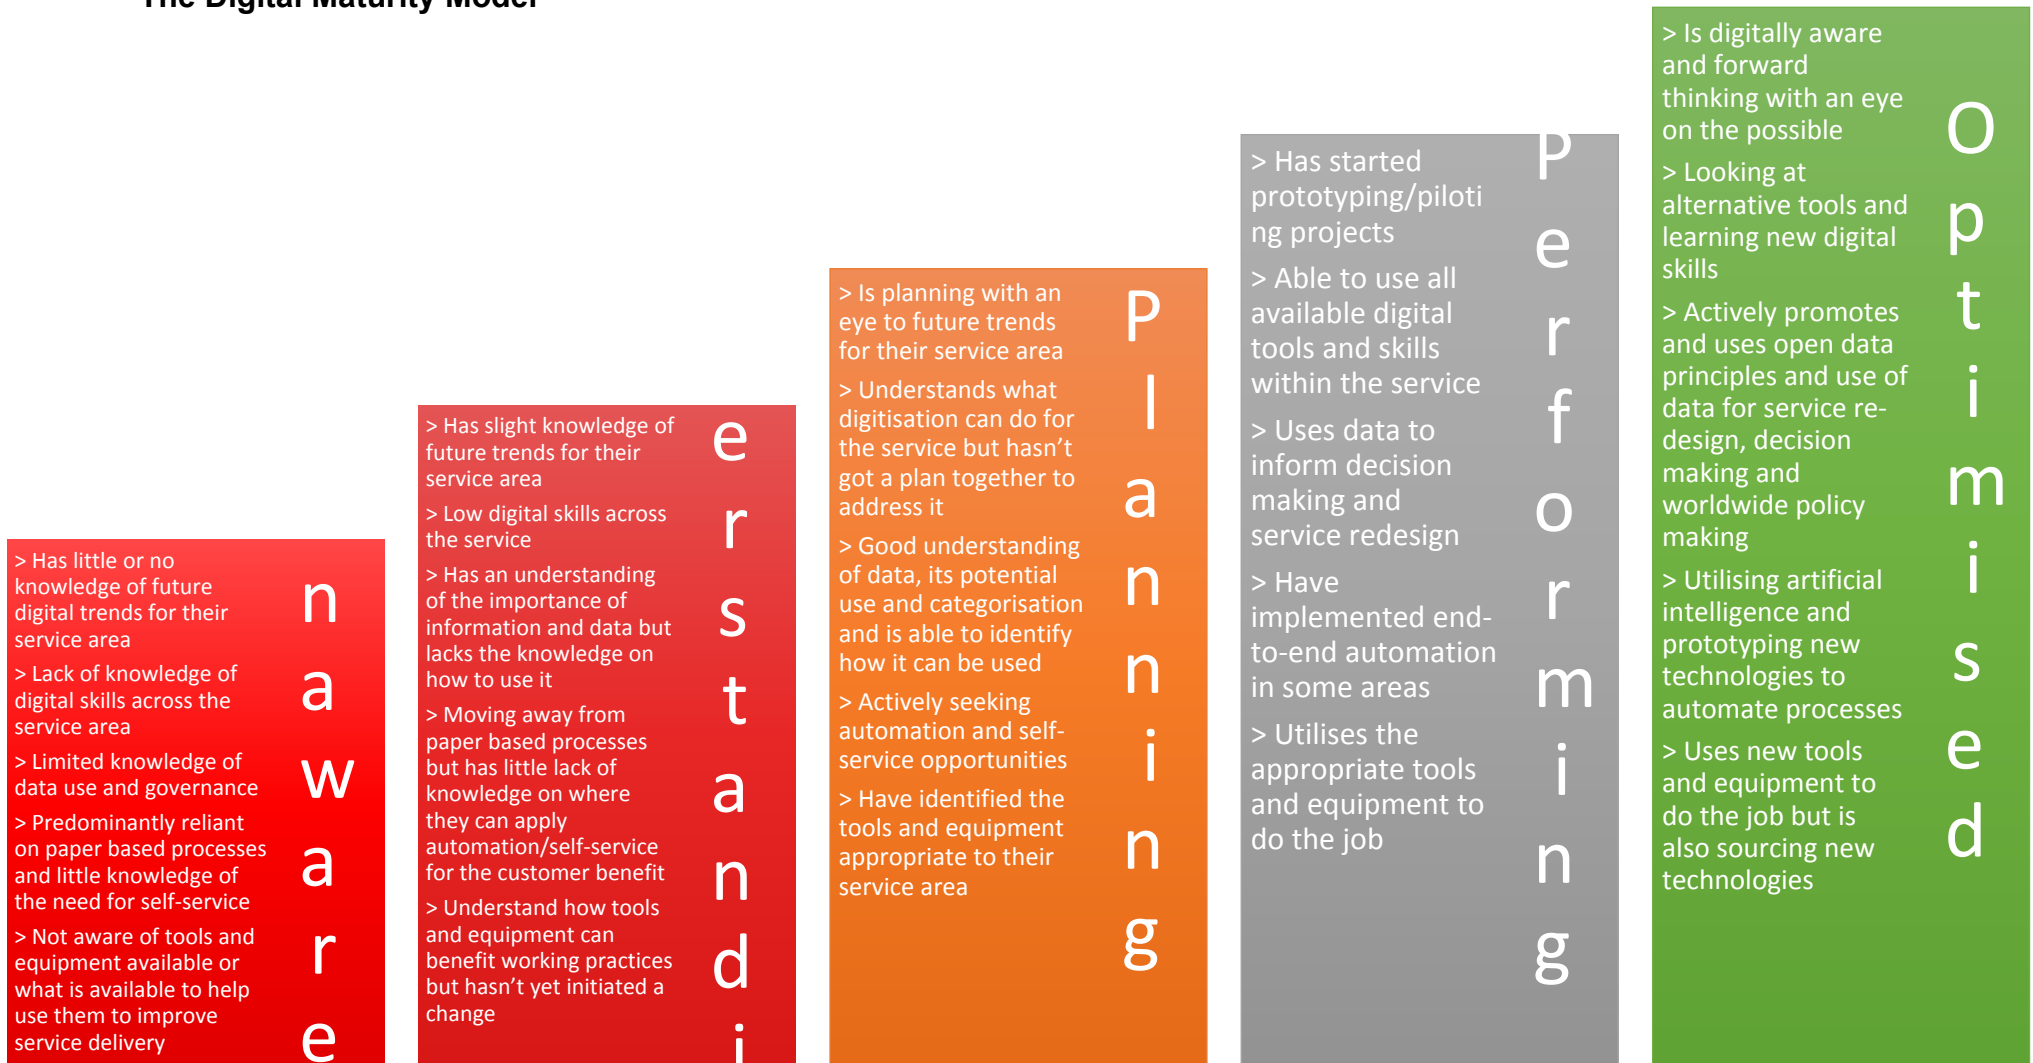 The Digital Maturity Model
> Has little or no
knowledge of future
digital trends for their
service area
> Lack of knowledge of
digital skills across the
service area
> Limited knowledge of
data use and governance
> Predominantly reliant
on paper based processes
and little knowledge of
the need for self-service
> Not aware of tools and
equipment available or
what is available to help
use them to improve
service delivery
n
a
w
a
r
e
> Has slight knowledge of
future trends for their
service area
> Low digital skills across
the service
> Has an understanding
of the importance of
information and data but
lacks the knowledge on
how to use it
> Moving away from
paper based processes
but has little lack of
knowledge on where
they can apply
automation/self-service
for the customer benefit
> Understand how tools
and equipment can
benefit working practices
but hasn't yet initiated a
change
e
r
s
t
a
n
d
i
> Is planning with an
eye to future trends
for their service area
> Understands what
digitisation can do for
the service but hasn't
got a plan together to
address it
> Good understanding
of data, its potential
use and categorisation
and is able to identify
how it can be used
> Actively seeking
automation and self-
service opportunities
> Have identified the
tools and equipment
appropriate to their
service area
P
l
a
n
n
i
n
g
> Has started
prototyping/piloti
ng projects
> Able to use all
available digital
tools and skills
within the service
> Uses data to
inform decision
making and
service redesign
> Have
implemented end-
to-end automation
in some areas
> Utilises the
appropriate tools
and equipment to
do the job
P
e
r
f
o
r
m
i
n
g
> Is digitally aware
and forward
thinking with an eye
on the possible
> Looking at
alternative tools and
learning new digital
skills
> Actively promotes
and uses open data
principles and use of
data for service re-
design, decision
making and
worldwide policy
making
> Utilising artificial
intelligence and
prototyping new
technologies to
automate processes
> Uses new tools
and equipment to
do the job but is
also sourcing new
technologies
O
p
t
i
m
i
s
e
d